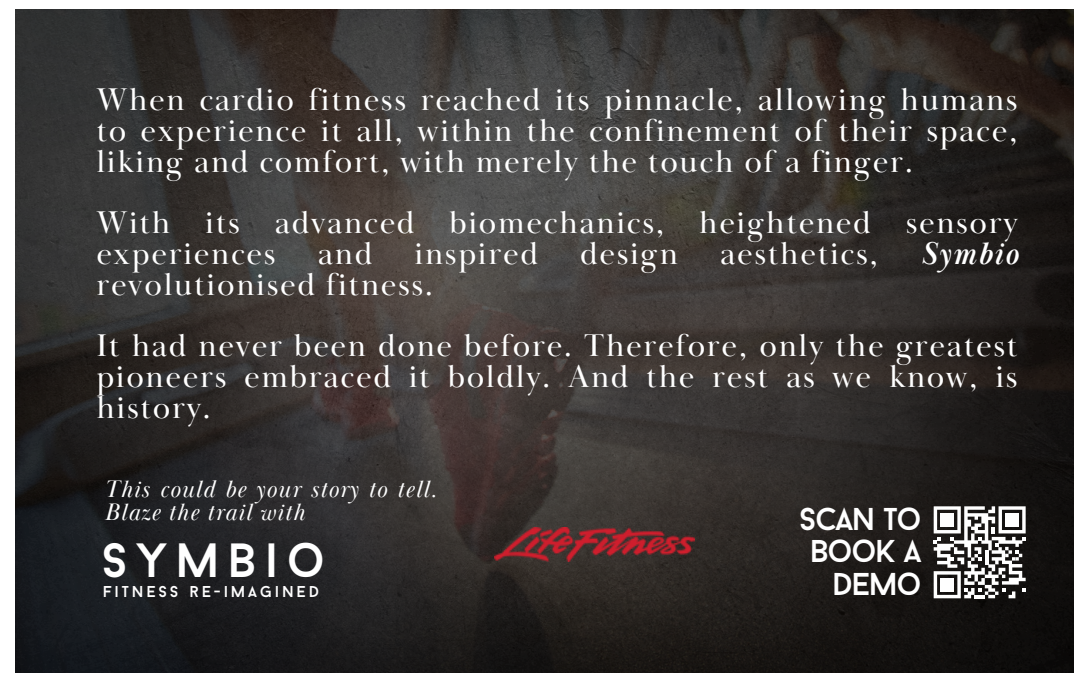 When cardio fitness reached its pinnacle, allowing humans
to experience it all, within the confinement of their space,
liking and comfort, with merely the touch of a finger.
With its advanced biomechanics, heightened sensory
experiences and inspired design aesthetics, Symbio
revolutionised fitness.
It had never been done before. Therefore, only the greatest
pioneers embraced it boldly. And the rest as we know, is
history.
This could be your story to tell.
Blaze the trail with
SYMBIO
FITNESS RE-IMAGINED
LifeFitness
SCAN TO
BOOK A
DEMO